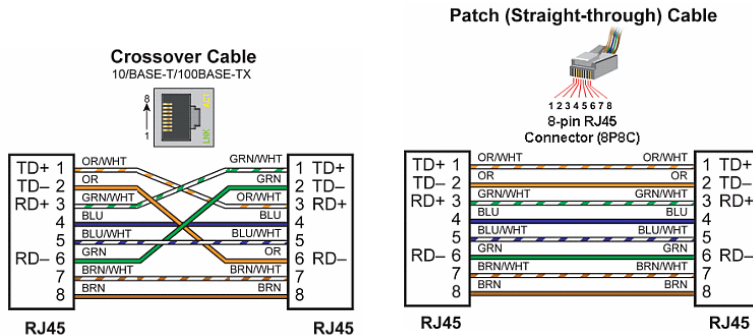 Crossover Cable
10/BASE-T/100BASE-TX
8
1
LNK
TD+ 1 OR/WHT GRN/WHT 1 TD+
TD– 2 OR GRN 2 TD–
RD+ 3 GRN/WHT OR/WHT 3 RD+
4 BLU BLU 4
5 BLU/WHT BLU/WHT 5
RD– 6 GRN OR 6 RD–
7 BRN/WHT BRN/WHT 7
8 BRN BRN 8
RJ45 RJ45
Patch (Straight-through) Cable
1 2 3 4 5 6 7 8
8-pin RJ45
Connector (8P8C)
TD+ 1 OR/WHT OR/WHT 1 TD+
TD– 2 OR OR 2 TD–
RD+ 3 GRN/WHT GRN/WHT 3 RD+
4 BLU BLU 4
5 BLU/WHT BLU/WHT 5
RD– 6 GRN GRN 6 RD–
7 BRN/WHT BRN/WHT 7
8 BRN BRN 8
RJ45 RJ45